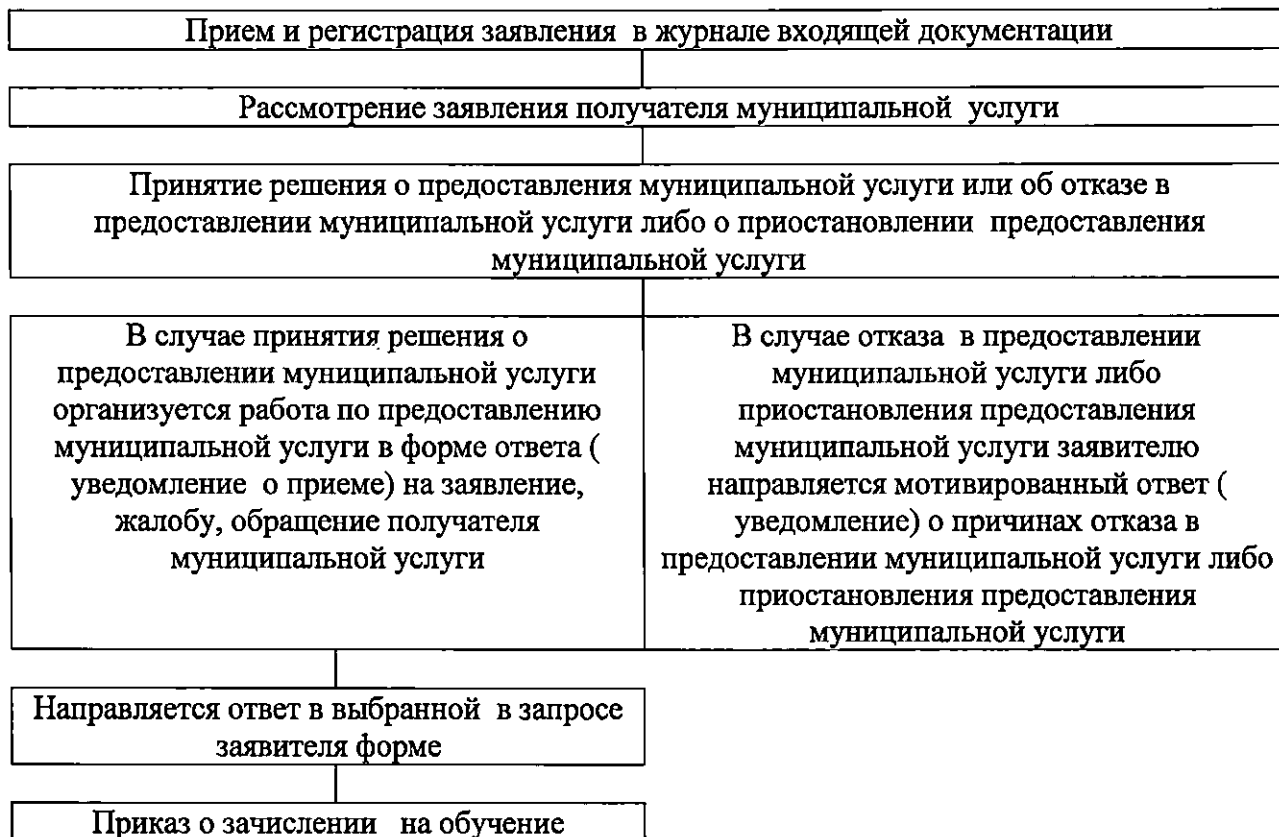 Прием и регистрация заявления в журнале входящей документации
Рассмотрение заявления получателя муниципальной услуги
Принятие решения о предоставления муниципальной услуги или об отказе в
предоставлении муниципальной услуги либо о приостановлении предоставления
муниципальной услуги
В случае принятия решения о
предоставлении муниципальной услуги
организуется работа по предоставлению
муниципальной услуги в форме ответа (
уведомление о приеме) на заявление,
жалобу, обращение получателя
муниципальной услуги
В случае отказа в предоставлении
муниципальной услуги либо
приостановления предоставления
муниципальной услуги заявителю
направляется мотивированный ответ (
уведомление) о причинах отказа в
предоставлении муниципальной услуги либо
приостановления предоставления
муниципальной услуги
Направляется ответ в выбранной в запросе
заявителя форме
Приказ о зачислении на обучение